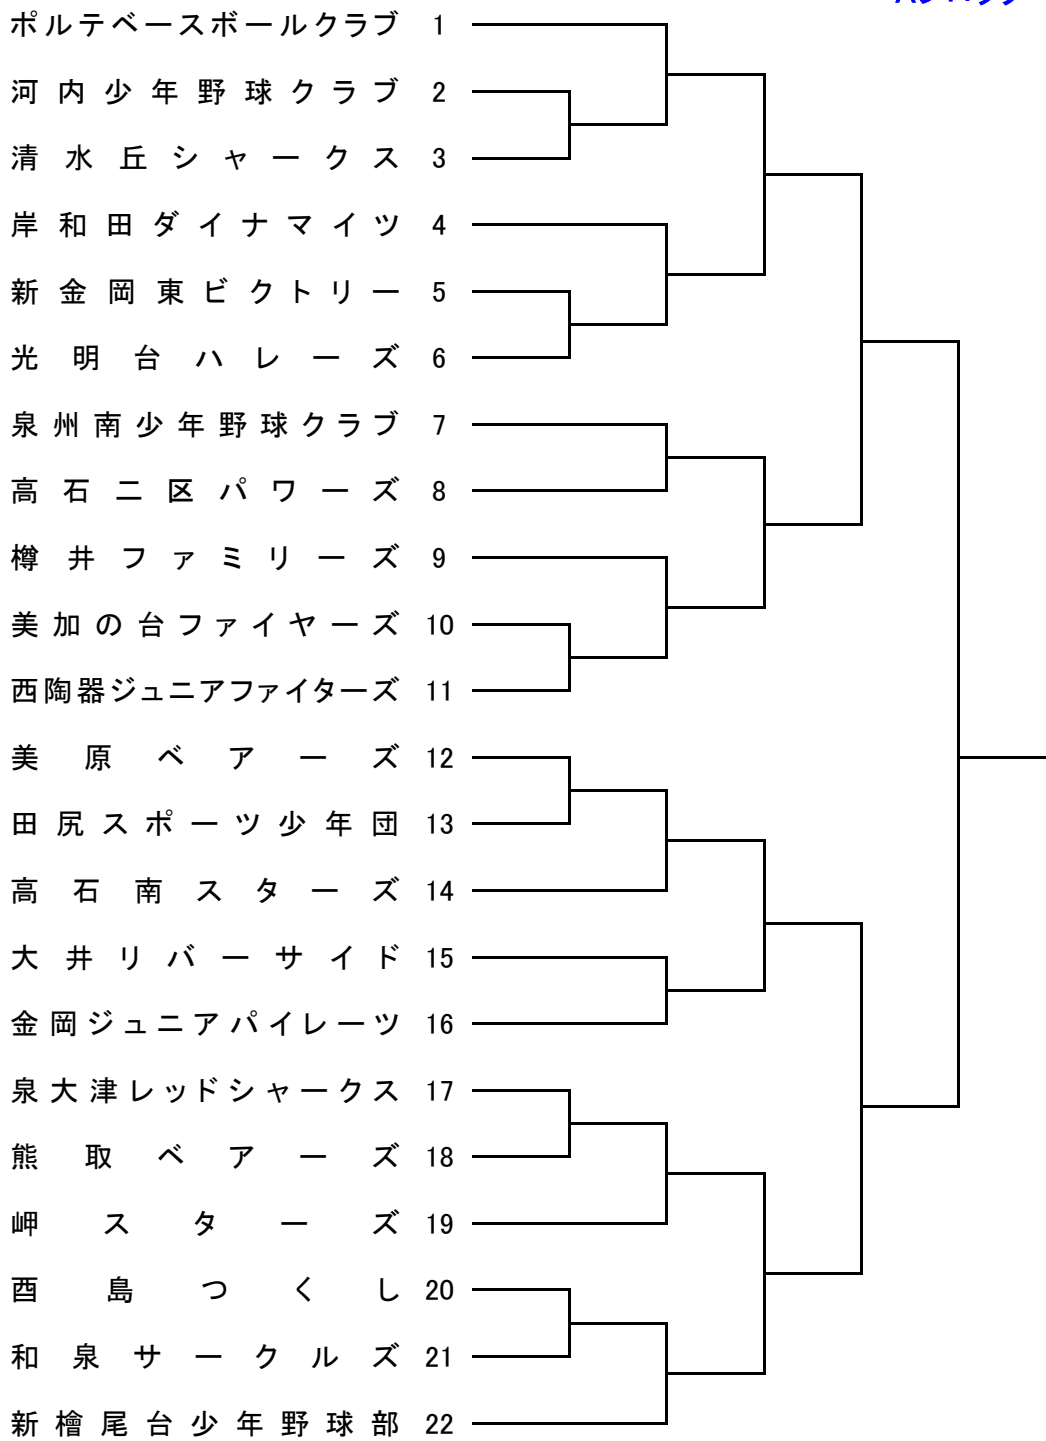 ポルテベースボールクラブ 1
河内少年野球クラブ 2
清水丘シャークス 3
岸和田ダイナマイツ 4
新金岡東ビクトリー 5
光明台ハレーズ 6
泉州南少年野球クラブ 7
高石二区パワーズ 8
樽井ファミリーズ 9
美加の台ファイヤーズ 10
西陶器ジュニアファイターズ 11
美原ベアーズ 12
田尻スポーツ少年団 13
高石南スターズ 14
大井リバーサイド 15
金岡ジュニアパイレーツ 16
泉大津レッドシャークス 17
熊取ベアーズ 18
岬スターズ 19
酉島つくし 20
和泉サークルズ 21
新檜尾台少年野球部 22